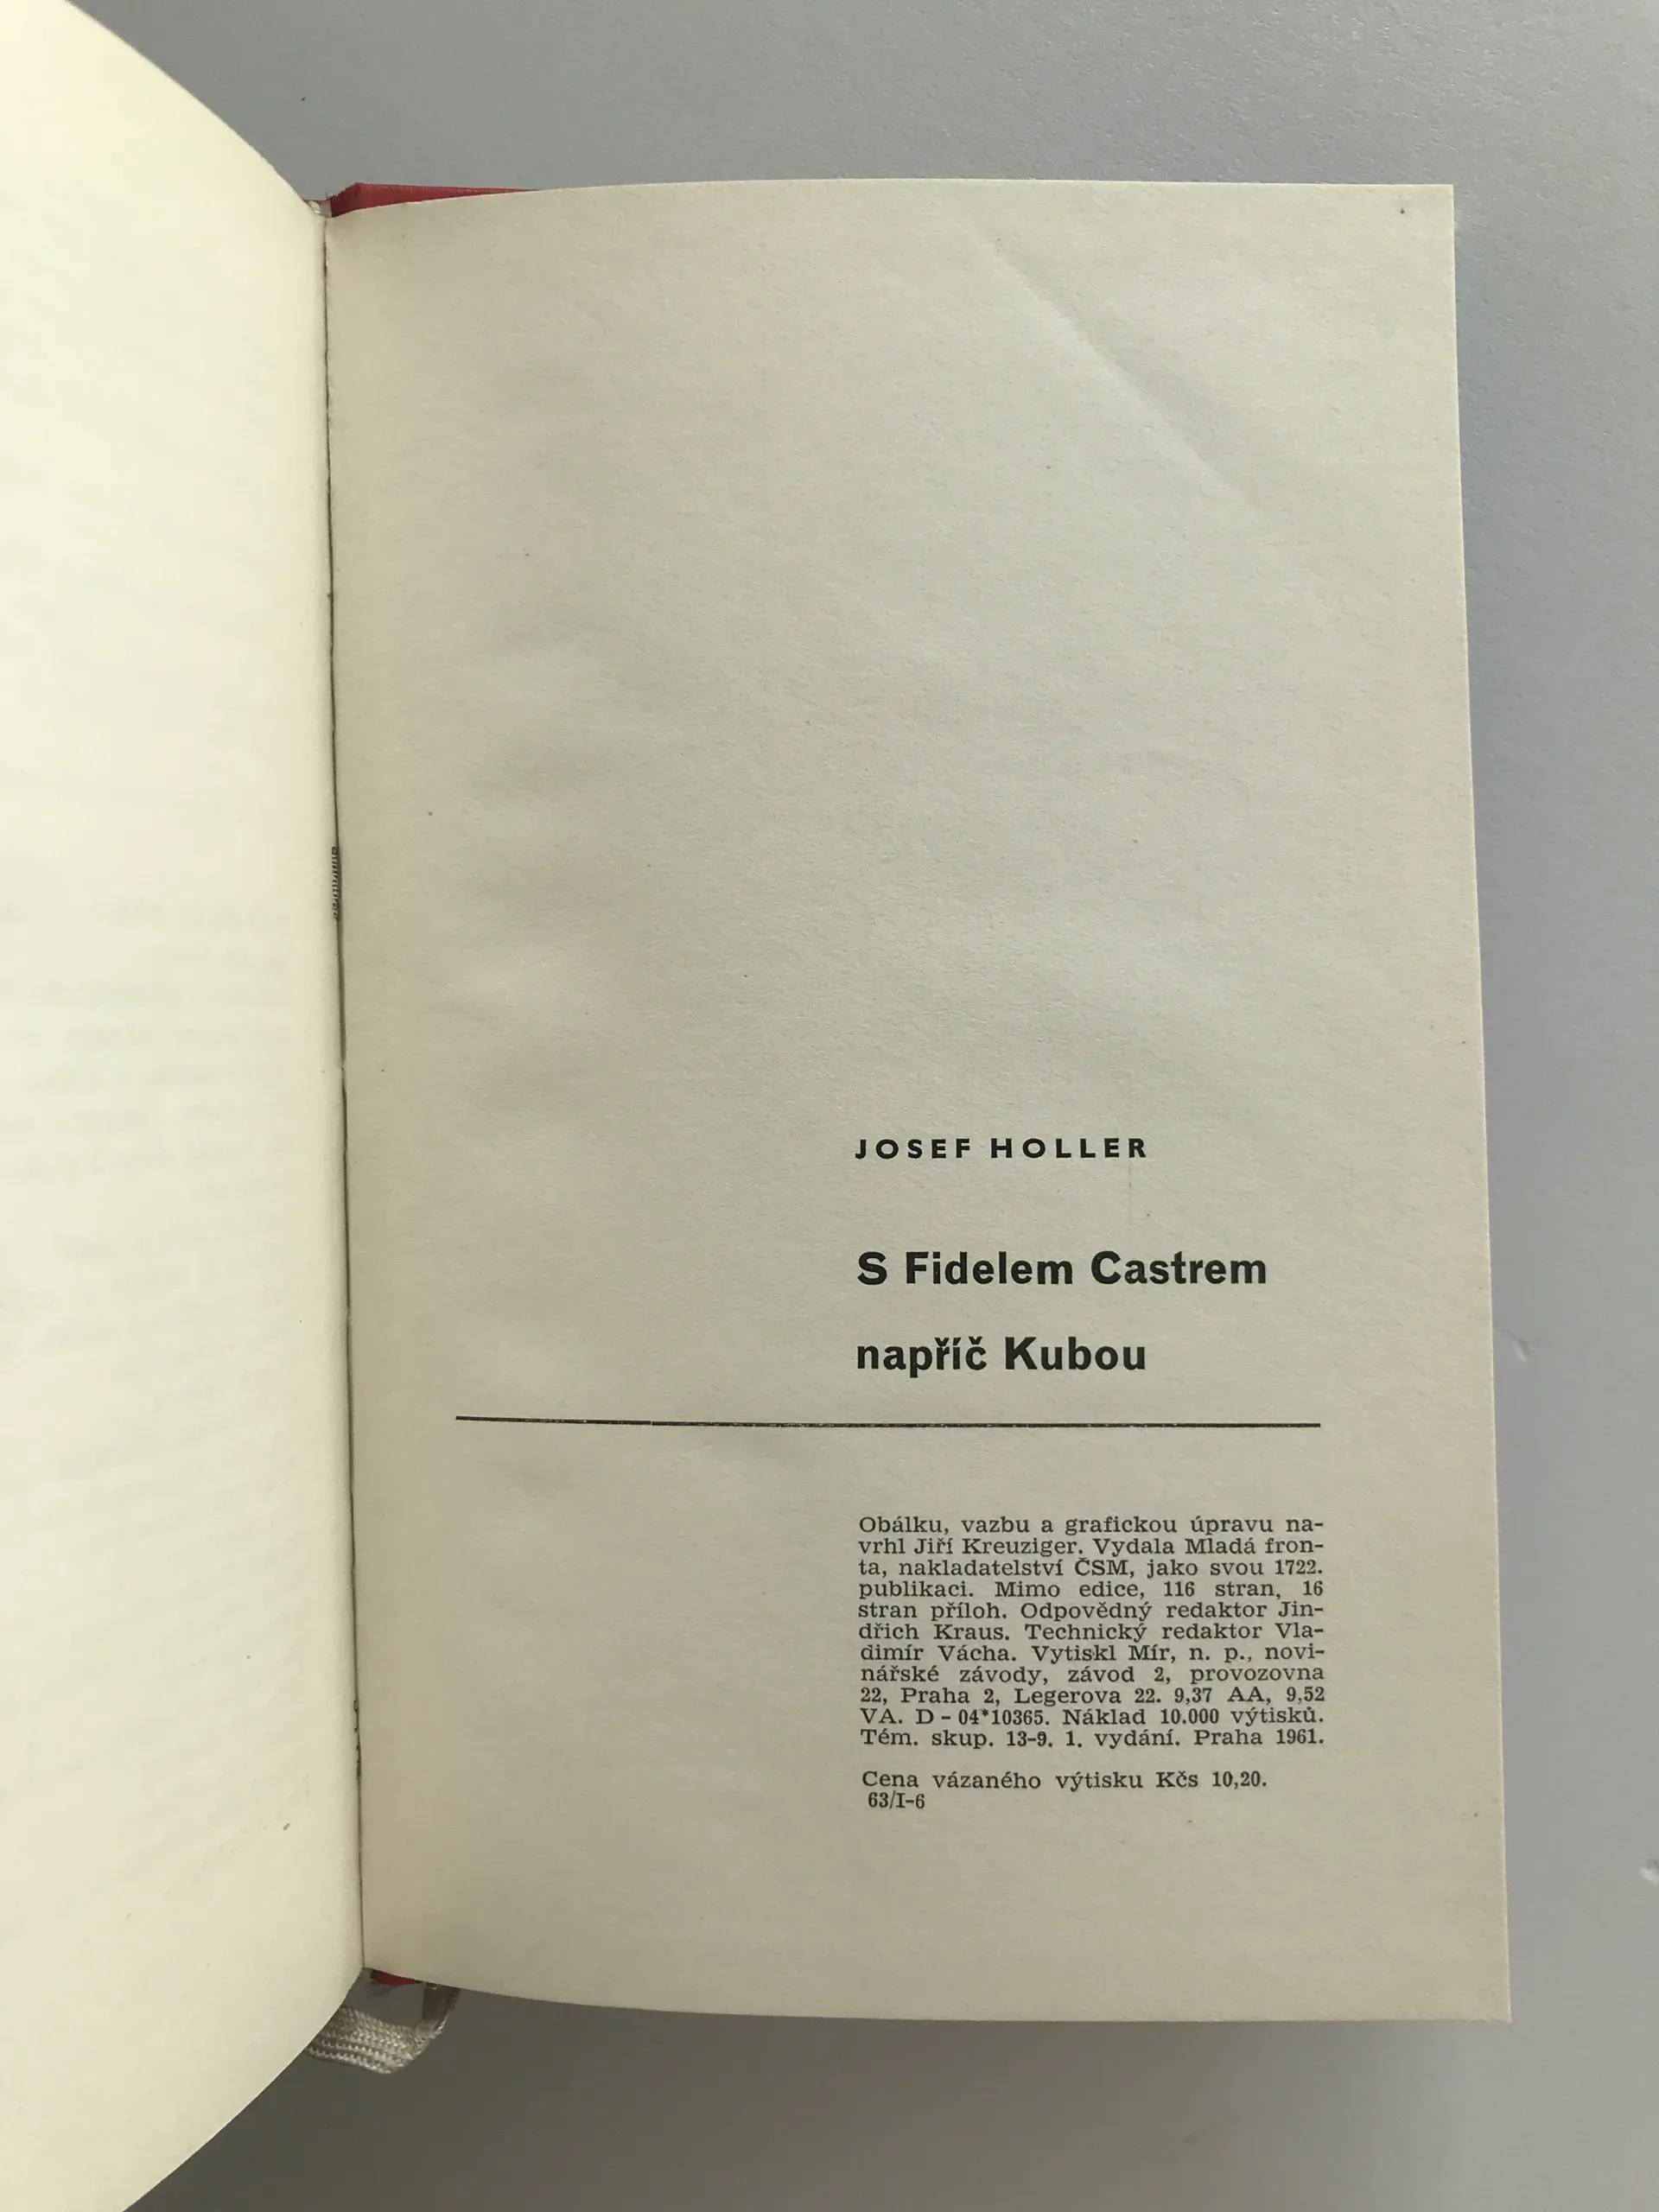 JOSEF HOLLER
S Fidelem Castrem
napříč Kubou
Obálku, vazbu a grafickou úpravu na-
vrhl Jiří Kreuziger. Vydala Mladá fron-
ta, nakladatelství ČSM, jako svou 1722.
publikaci. Mimo edice, 116 stran, 16
stran příloh. Odpovědný redaktor Jin-
dřich Kraus. Technický redaktor Vla-
dimír Vácha. Vytiskl Mír, n. p., novi-
nářské závody, závod 2, provozovna
22, Praha 2, Legerova 22. 9,37 AA, 9,52
VA. D - 04*10365. Náklad 10.000 výtisků.
Tém. skup. 13-9. 1. vydání. Praha 1961.
Cena vázaného výtisku Kčs 10,20.
63/I-6